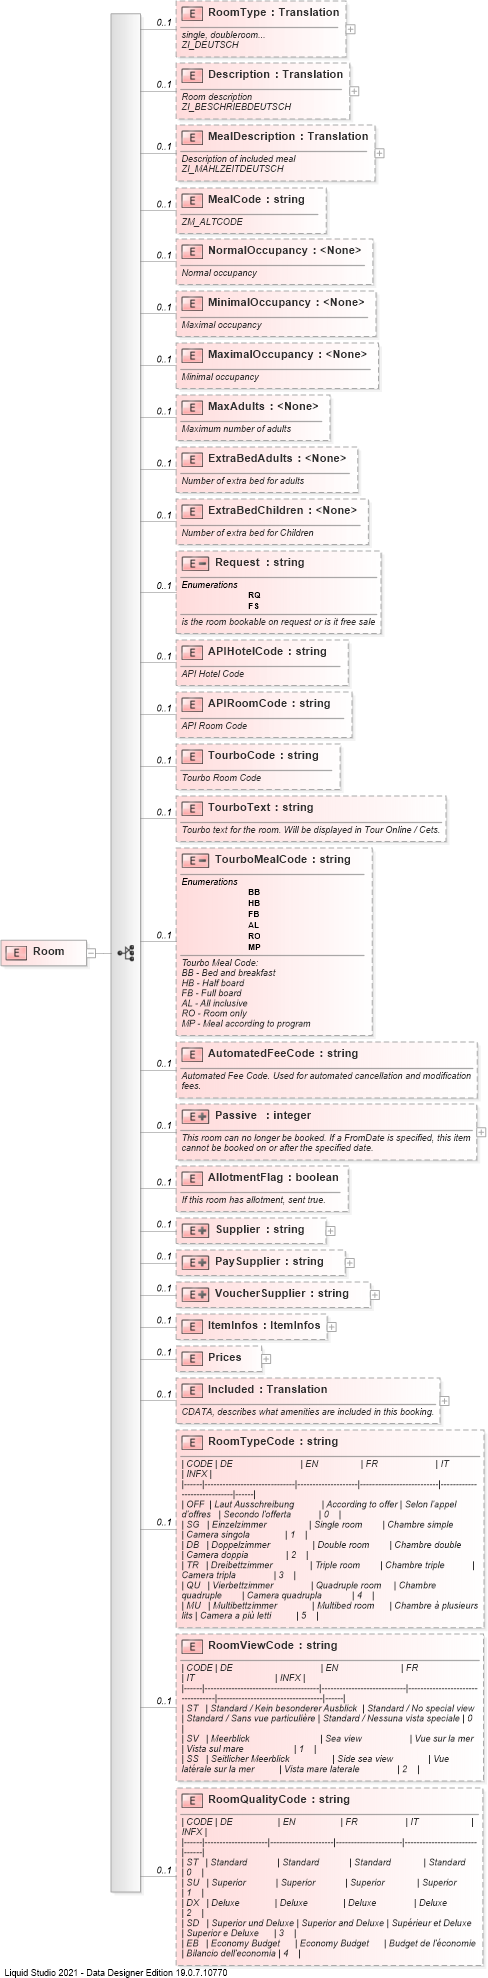 0..1
E RoomType : Translation
single, doubleroom...
ZI_DEUTSCH
0..1
E Description : Translation
Room description
ZI_BESCHRIEBDEUTSCH
0..1
E MealDescription : Translation
Description of included meal
ZI_MAHLZEITDEUTSCH
0..1
E MealCode : string
ZM_ALTCODE
0..1
E NormalOccupancy : <None>
Normal occupancy
0..1
E MinimalOccupancy : <None>
Maximal occupancy
0..1
E MaximalOccupancy : <None>
Minimal occupancy
0..1
E MaxAdults : <None>
Maximum number of adults
0..1
E ExtraBedAdults : <None>
Number of extra bed for adults
0..1
E ExtraBedChildren : <None>
Number of extra bed for Children
0..1
E Request : string
Enumerations
RQ
FS
is the room bookable on request or is it free sale
0..1
E APIHotelCode : string
API Hotel Code
0..1
E APIRoomCode : string
API Room Code
0..1
E TourboCode : string
Tourbo Room Code
0..1
E TourboText : string
Tourbo text for the room. Will be displayed in Tour Online / Cets.
0..1
E TourboMealCode : string
Enumerations
BB
HB
FB
AL
RO
MP
Tourbo Meal Code:
BB - Bed and breakfast
HB - Half board
FB - Full board
AL - All inclusive
RO - Room only
MP - Meal according to program
E Room
0..1
E AutomatedFeeCode : string
Automated Fee Code. Used for automated cancellation and modification
fees.
0..1
E Passive : integer
This room can no longer be booked. If a FromDate is specified, this item
cannot be booked on or after the specified date.
0..1
E AllotmentFlag : boolean
If this room has allotment, sent true.
0..1
E Supplier : string
0..1
E PaySupplier : string
0..1
E VoucherSupplier : string
0..1
E ItemInfos : ItemInfos
0..1
E Prices
0..1
E Included : Translation
CDATA, describes what amenities are included in this booking.
0..1
E RoomTypeCode : string
| CODE | DE | EN | FR | IT
| INFX |
|------|--------------------------|------------------|---------------------|----------
--------------------|------|
| OFF | Laut Ausschreibung | According to offer | Selon l'appel
d'offres | Secondo l'offerta | 0 |
| SG | Einzelzimmer | Single room | Chambre simple
| Camera singola | 1 |
| DB | Doppelzimmer | Double room | Chambre double
| Camera doppia | 2 |
| TR | Dreibettzimmer | Triple room | Chambre triple |
Camera tripla | 3 |
| QU | Vierbettzimmer | Quadruple room | Chambre
quadruple | Camera quadrupla | 4 |
| MU | Multibettzimmer | Multibed room | Chambre à plusieurs
lits | Camera a più letti | 5 |
0..1
E RoomViewCode : string
| CODE | DE | EN | FR
| IT | INFX |
|------|--------------------------------|------------------------|--------------------
----------|------------------------------|------|
| ST | Standard / Kein besonderer Ausblick | Standard / No special view
| Standard / Sans vue particulière | Standard / Nessuna vista speciale | 0
|
| SV | Meerblick | Sea view | Vue sur la mer
| Vista sul mare | 1 |
| SS | Seitlicher Meerblick | Side sea view | Vue
latérale sur la mer | Vista mare laterale | 2 |
0..1
E RoomQualityCode : string
| CODE | DE | EN | FR | IT |
INFX |
|------|------------------|------------------|-------------------|--------------------
|------|
| ST | Standard | Standard | Standard | Standard
| 0 |
| SU | Superior | Superior | Superior | Superior
| 1 |
| DX | Deluxe | Deluxe | Deluxe | Deluxe
| 2 |
| SD | Superior und Deluxe | Superior and Deluxe | Supérieur et Deluxe
| Superior e Deluxe | 3 |
| EB | Economy Budget | Economy Budget | Budget de l'économie
| Bilancio dell'economia | 4 |
Liquid Studio 2021 - Data Designer Edition 19.0.7.10770